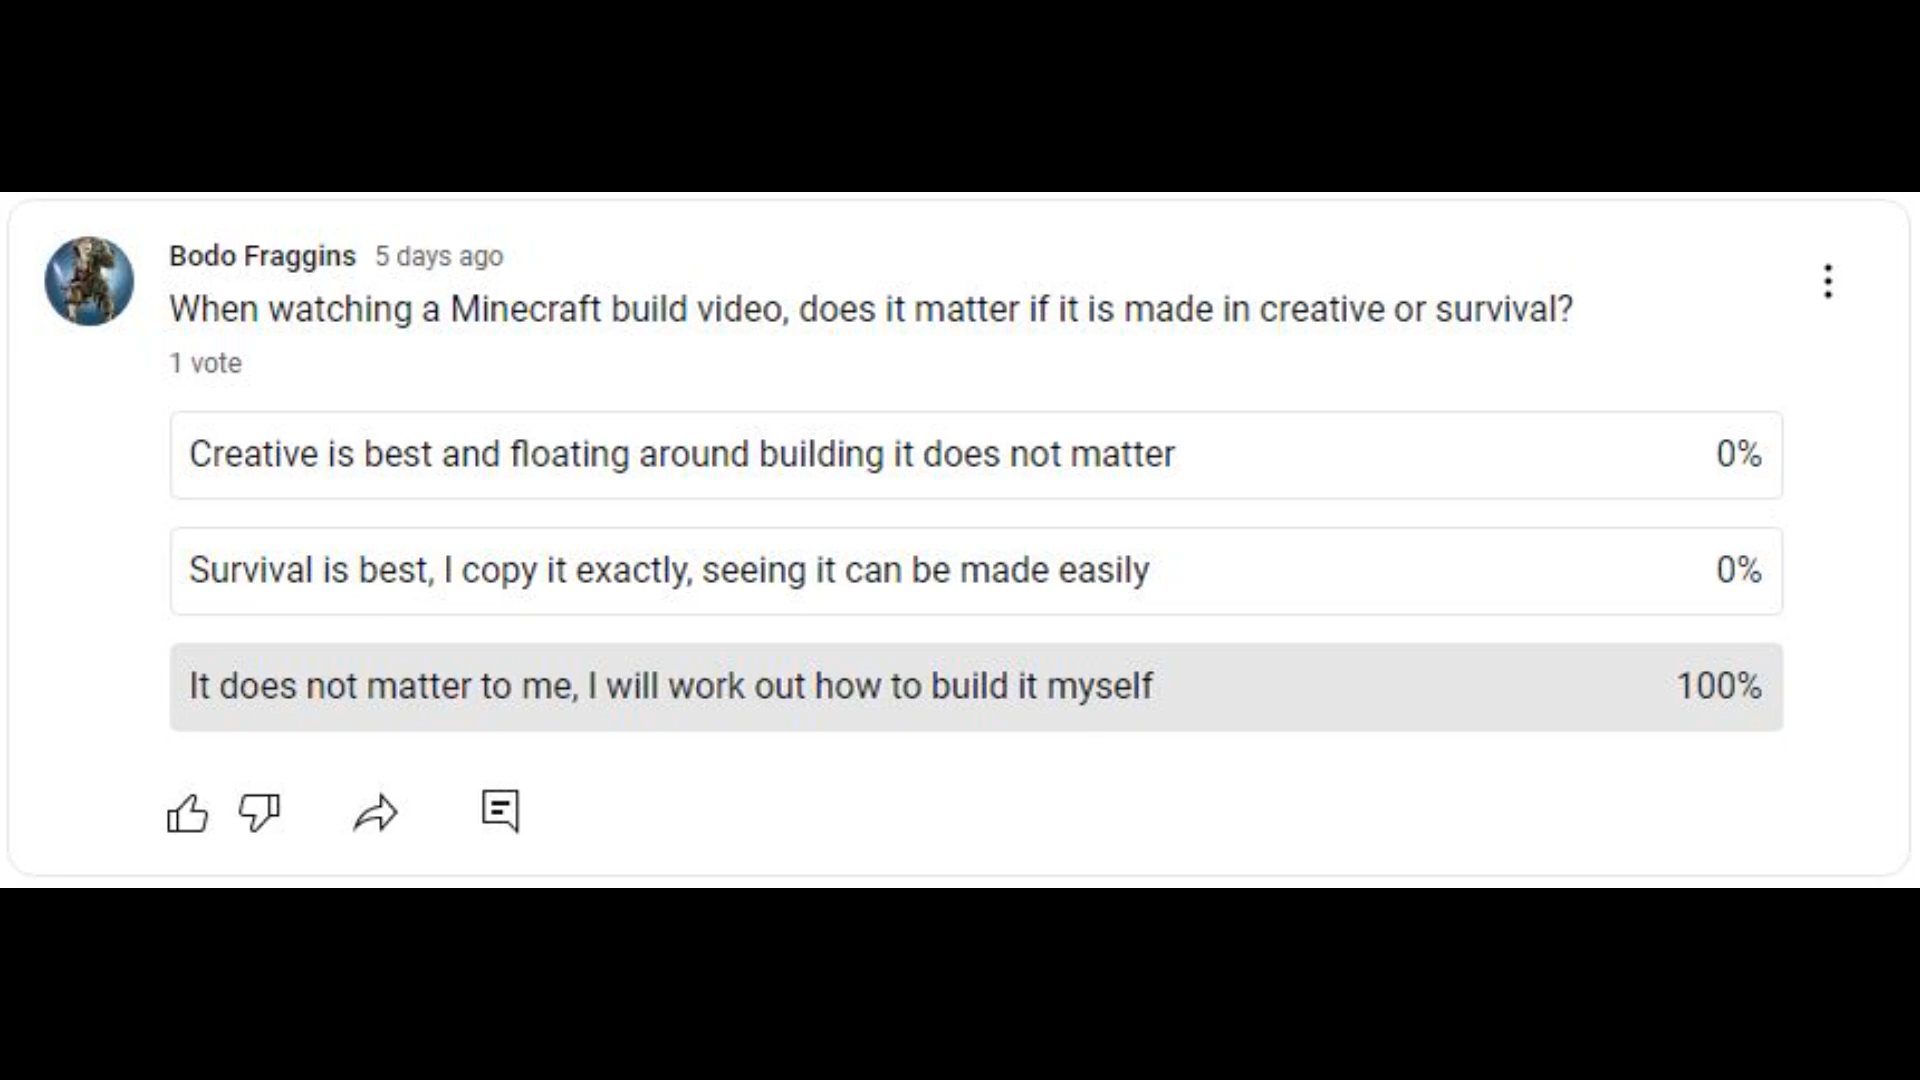 Bodo Fraggins 5 days ago
When watching a Minecraft build video, does it matter if it is made in creative or survival?
1 vote
Creative is best and floating around building it does not matter 0%
Survival is best, I copy it exactly, seeing it can be made easily 0%
It does not matter to me, I will work out how to build it myself 100%